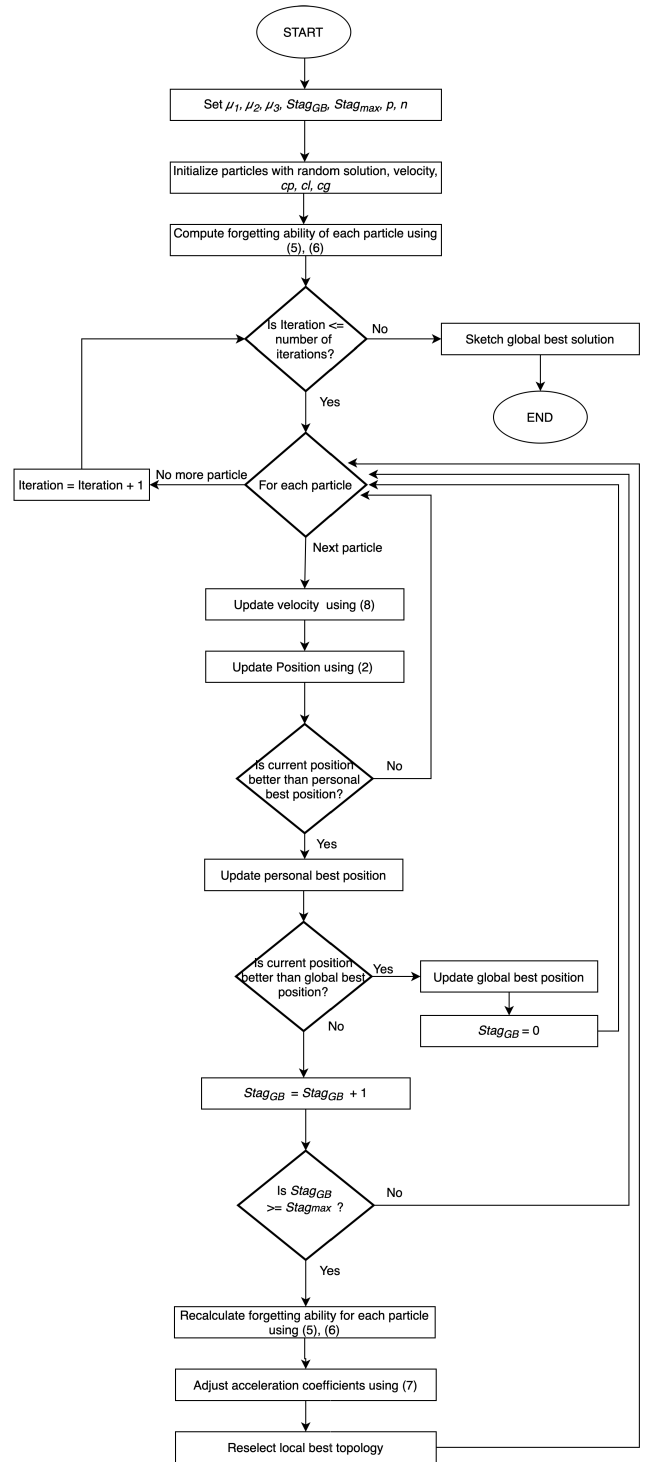 START
Set μ1, μ2, μ3, StagGB, Stagmax, p, n
Initialize particles with random solution, velocity,
cp, cl, cg
Compute forgetting ability of each particle using
(5), (6)
Is Iteration <=
number of
iterations?
No
Sketch global best solution
END
Yes
For each particle
No more particle
Iteration = Iteration + 1
Next particle
Update velocity using (8)
Update Position using (2)
Is current position
better than personal
best position?
No
Yes
Update personal best position
Is current position
better than global best
position?
Yes
Update global best position
StagGB = 0
No
StagGB = StagGB + 1
Is StagGB
>= Stagmax ?
No
Yes
Recalculate forgetting ability for each particle
using (5), (6)
Adjust acceleration coefficients using (7)
Reselect local best topology